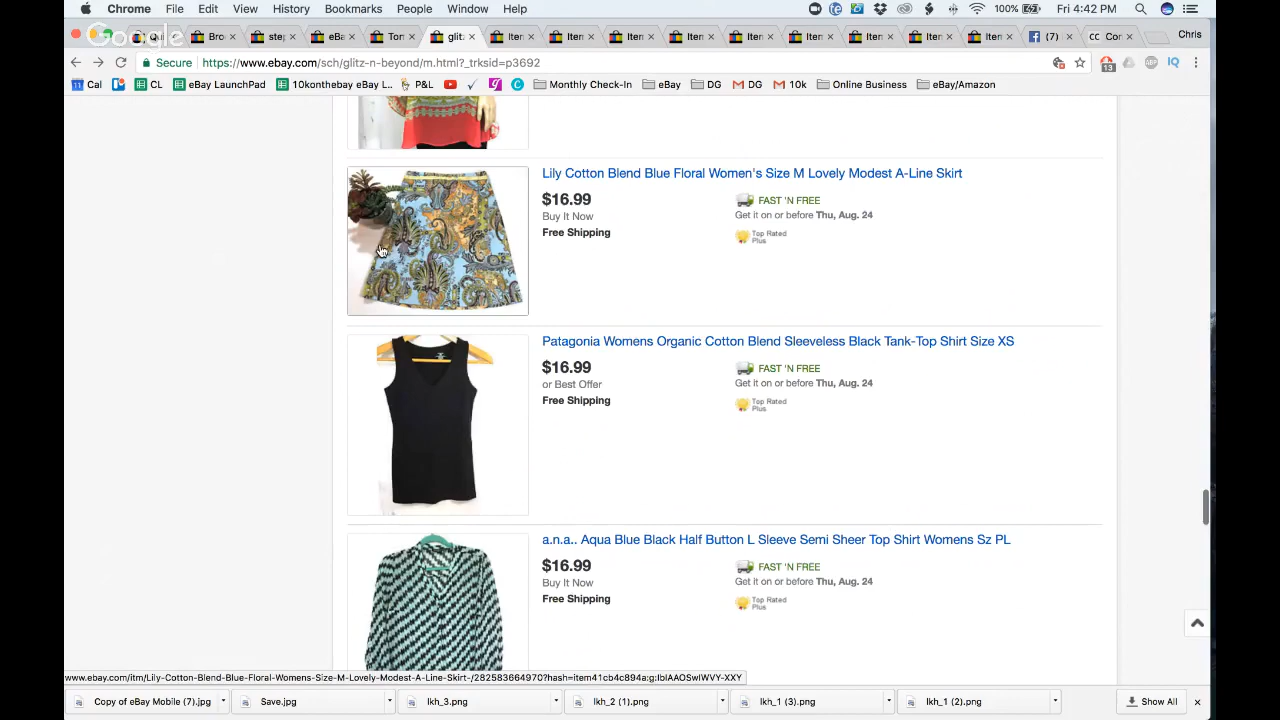 Chrome File Edit View History Bookmarks People Window Help 100% Fri 4:42 PM
Google Bro ste eBa Tor glitz Item Item Item Item Item Item Item Item Item (7) Cor Chris
Secure https://www.ebay.com/sch/glitz-n-beyond/m.html?_trksid=p3692 13 ABP IQ
Cal CL eBay LaunchPad 10konthebay eBay L... P&L Monthly Check-In eBay DG DG 10k Online Business eBay/Amazon
Lily Cotton Blend Blue Floral Women's Size M Lovely Modest A-Line Skirt
$16.99 FAST 'N FREE
Buy It Now Get it on or before Thu, Aug. 24
Free Shipping Top Rated
Plus
Patagonia Womens Organic Cotton Blend Sleeveless Black Tank-Top Shirt Size XS
$16.99 FAST 'N FREE
or Best Offer Get it on or before Thu, Aug. 24
Free Shipping Top Rated
Plus
a.n.a.. Aqua Blue Black Half Button L Sleeve Semi Sheer Top Shirt Womens Sz PL
$16.99 FAST 'N FREE
Buy It Now Get it on or before Thu, Aug. 24
Free Shipping Top Rated
Plus
www.ebay.com/itm/Lily-Cotton-Blend-Blue-Floral-Womens-Size-M-Lovely-Modest-A-Line-Skirt-/282583664970?hash=item41cb4c894a:g:IbIAAOSwIWVY-XXY
Copy of eBay Mobile (7).jpg Save.jpg lkh_3.png lkh_2 (1).png lkh_1 (3).png lkh_1 (2).png Show All